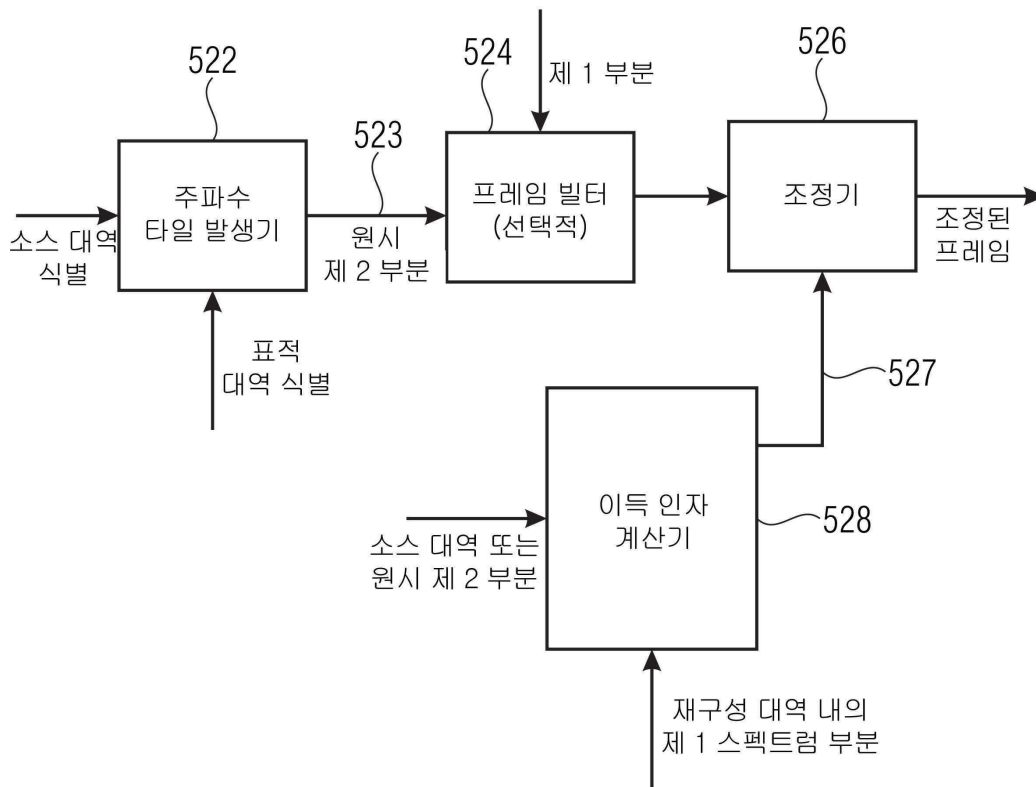 522
524
526
제 1 부분
523
주파수
타일 발생기
프레임 빌터
(선택적)
조정기
소스 대역
식별
원시
제 2 부분
조정된
프레임
표적
대역 식별
527
이득 인자
계산기
528
소스 대역 또는
원시 제 2 부분
재구성 대역 내의
제 1 스펙트럼 부분